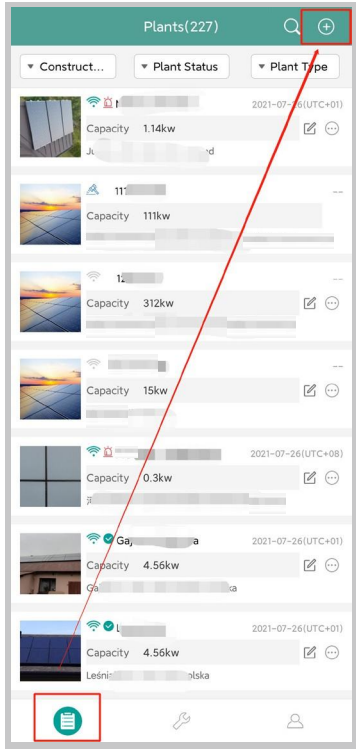 Plants(227)
Construct... Plant Status Plant Type
2021-07-26(UTC+01)
Capacity 1.14kw
111 --
Capacity 111kw
--
Capacity 312kw
--
Capacity 15kw
2021-07-26(UTC+08)
Capacity 0.3kw
2021-07-26(UTC+01)
Capacity 4.56kw
2021-07-26(UTC+01)
Capacity 4.56kw